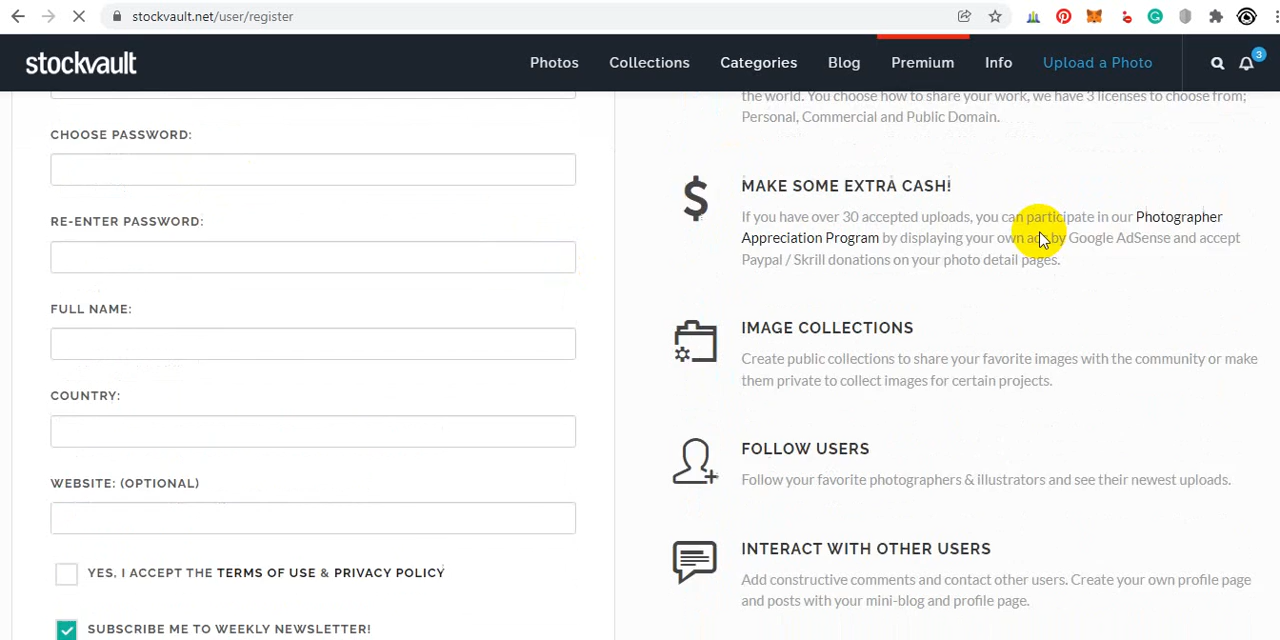 stockvault.net/user/register
stockvault
Photos
Collections
Categories
Blog
Premium
Info
Upload a Photo
3
CHOOSE PASSWORD:
RE-ENTER PASSWORD:
FULL NAME:
COUNTRY:
WEBSITE: (OPTIONAL)
YES, I ACCEPT THE TERMS OF USE & PRIVACY POLICY
SUBSCRIBE ME TO WEEKLY NEWSLETTER!
the world. You choose how to share your work, we have 3 licenses to choose from;
Personal, Commercial and Public Domain.
$
MAKE SOME EXTRA CASH!
If you have over 30 accepted uploads, you can participate in our Photographer
Appreciation Program by displaying your own ads by Google AdSense and accept
Paypal / Skrill donations on your photo detail pages.
IMAGE COLLECTIONS
Create public collections to share your favorite images with the community or make
them private to collect images for certain projects.
FOLLOW USERS
Follow your favorite photographers & illustrators and see their newest uploads.
INTERACT WITH OTHER USERS
Add constructive comments and contact other users. Create your own profile page
and posts with your mini-blog and profile page.